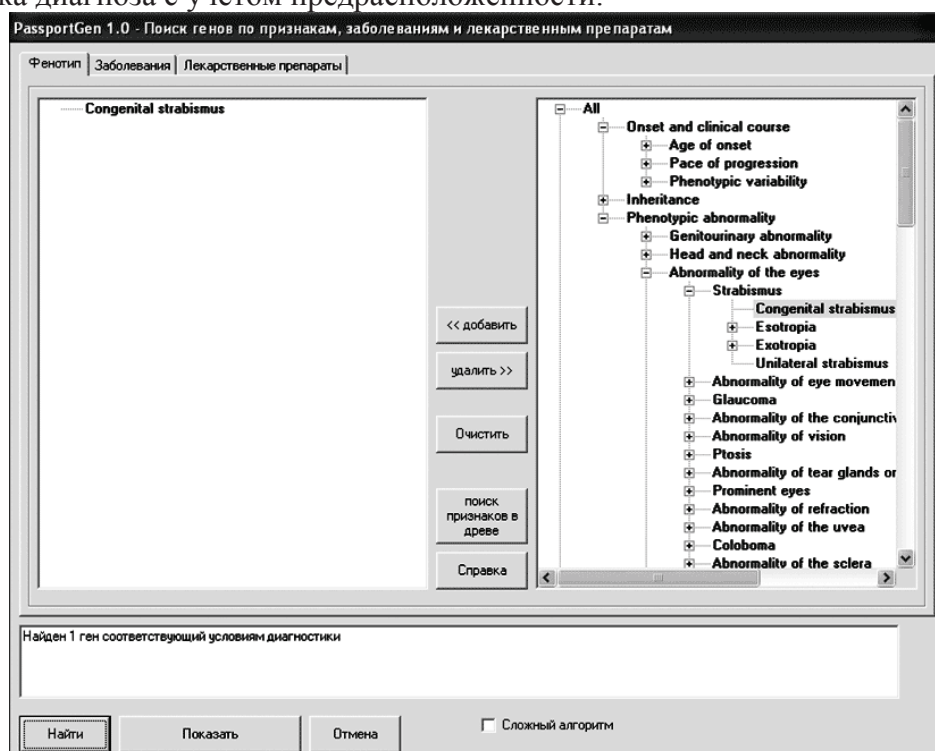 ка диагноза с учетом предрасположенности.
PassportGen 1.0 - Поиск генов по признакам, заболеваниям и лекарственным препаратам
Фенотип Заболевания Лекарственные препараты
Congenital strabismus
All
Onset and clinical course
Age of onset
Pace of progression
Phenotypic variability
Inheritance
Phenotypic abnormality
Genitourinary abnormality
Head and neck abnormality
Abnormality of the eyes
Strabismus
Congenital strabismus
Esotropia
Exotropia
Unilateral strabismus
Abnormality of eye movemen
Glaucoma
Abnormality of the conjunctiv
Abnormality of vision
Ptosis
Abnormality of tear glands or
Prominent eyes
Abnormality of refraction
Abnormality of the uvea
Coloboma
Abnormality of the sclera
<< добавить
удалить >>
Очистить
поиск
признаков в
древе
Справка
Найден 1 ген соответствующий условиям диагностики
Найти Показать Отмена Сложный алгоритм